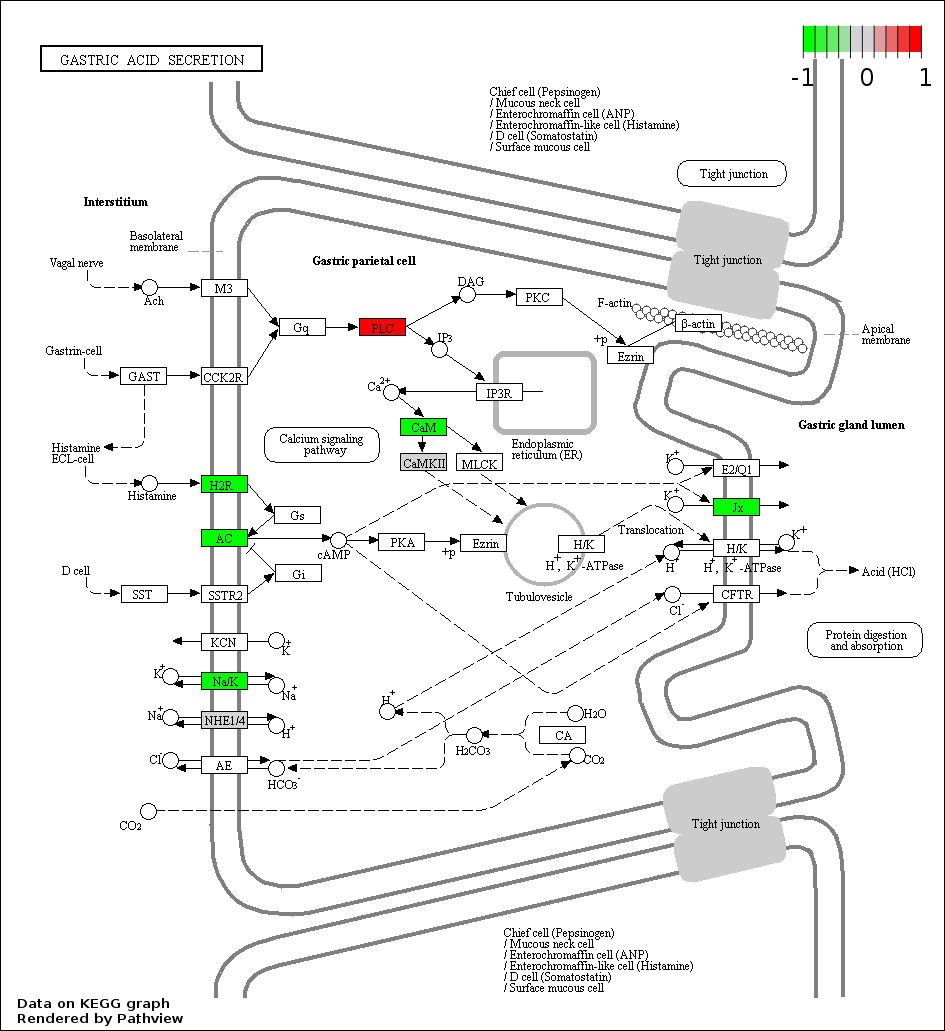 GASTRIC ACID SECRETION
-1 0 1
Chief cell (Pepsinogen)
/ Mucous neck cell
/ Enterochromaffin cell (ANP)
/ Enterochromaffin-like cell (Histamine)
/ D cell (Somatostatin)
/ Surface mucous cell
Tight junction
Interstitium
Basolateral
membrane
Gastric parietal cell
Tight junction
Vagal nerve
Ach
M3
DAG
PKC
F-actin
β-actin
Gq
PLC
IP3
+p
Ezrin
Apical
membrane
Gastrin-cell
GAST
CCK2R
Ca2+
IP3R
Gastric gland lumen
CaM
Calcium signaling
pathway
Endoplasmic
reticulum (ER)
Histamine
ECL-cell
CaMKII
MLCK
K+
E2/Q1
Histamine
H2R
K+
Jx
Gs
AC
cAMP
PKA
+p
Ezrin
H/K
H+, K+-ATPase
Translocation
H+
H/K
K+
H+, K+-ATPase
Gi
D cell
SST
SSTR2
Tubulovesicle
Cl-
CFTR
Acid (HCl)
KCN
K+
Protein digestion
and absorption
K+
Na/K
Na+
Na+
NHE1/4
H+
H+
H2O
H2CO3
CA
CO2
Cl-
AE
HCO3-
CO2
Tight junction
Chief cell (Pepsinogen)
/ Mucous neck cell
/ Enterochromaffin cell (ANP)
/ Enterochromaffin-like cell (Histamine)
/ D cell (Somatostatin)
/ Surface mucous cell
Data on KEGG graph
Rendered by Pathview